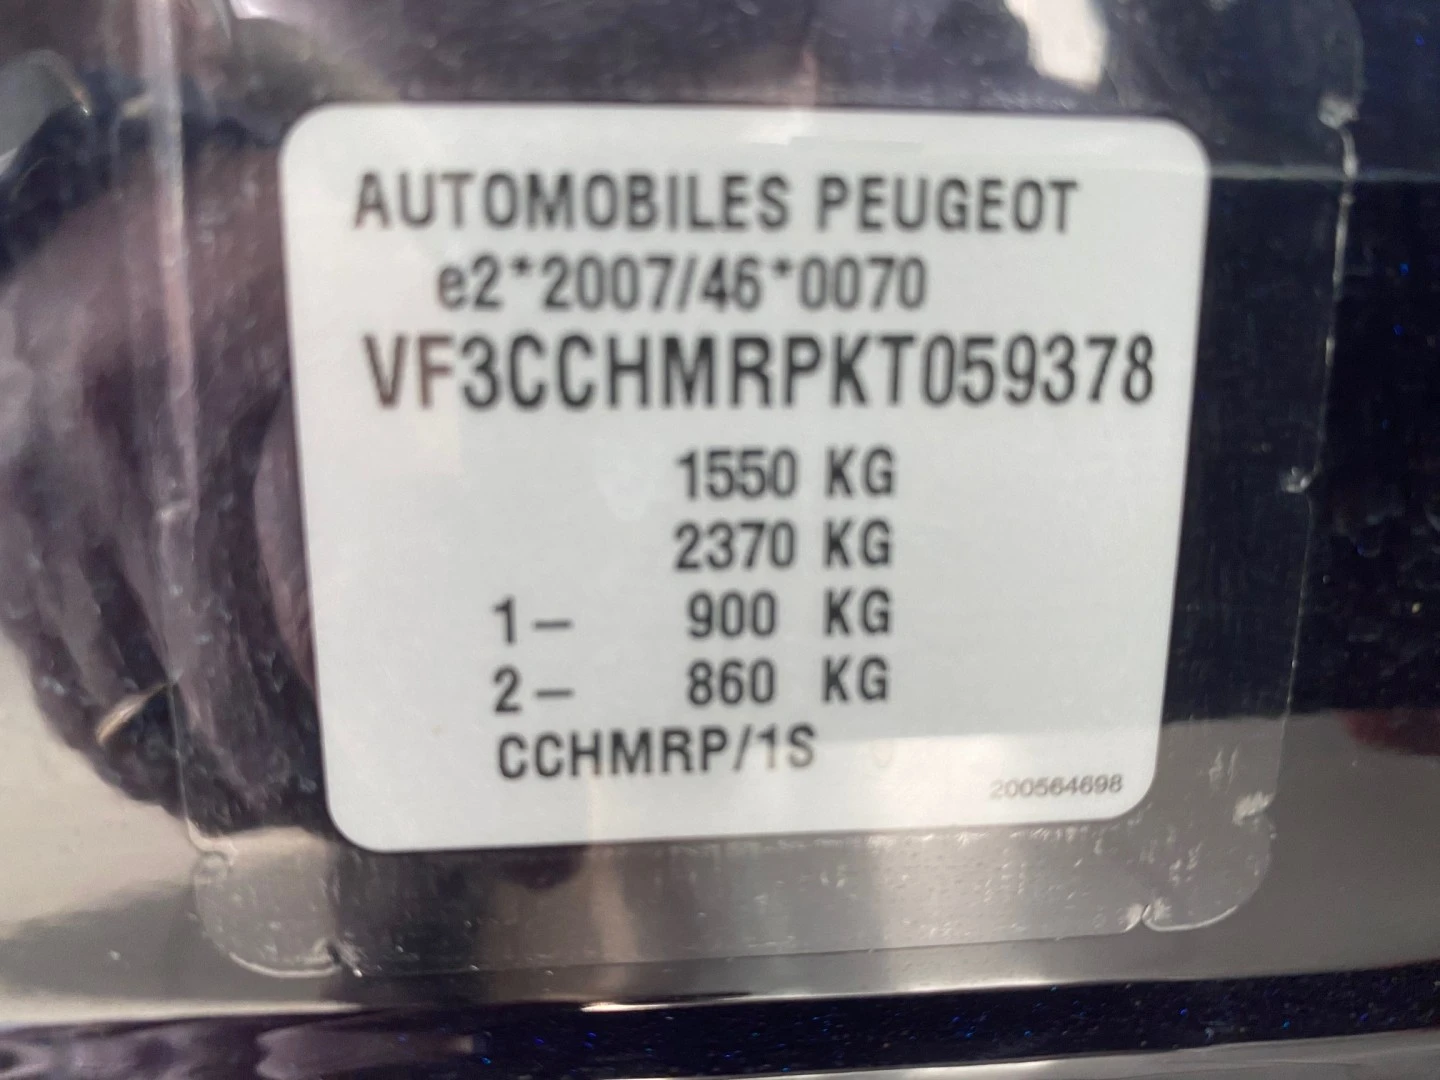 AUTOMOBILES PEUGEOT
e2*2007/46*0070
VF3CCHMRPKT059378
1550 KG
2370 KG
1– 900 KG
2– 860 KG
CCHMRP/1S
200564698